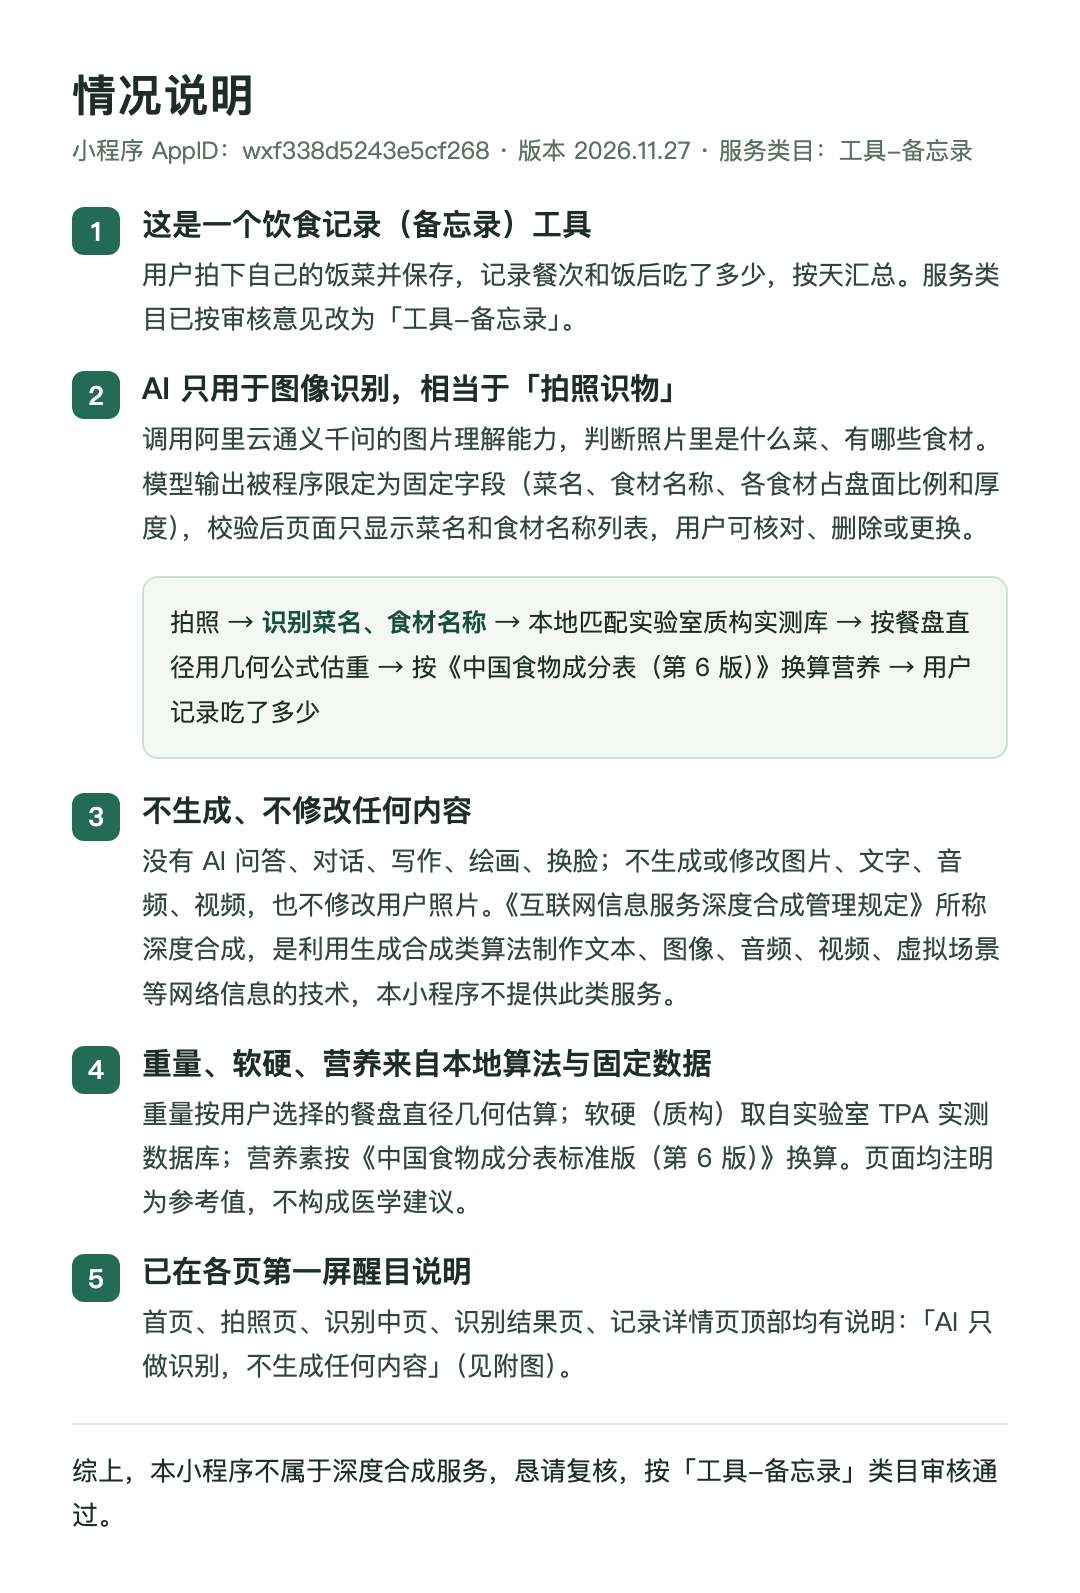 情况说明
小程序 AppID：wxf338d5243e5cf268 · 版本 2026.11.27 · 服务类目：工具–备忘录
1 这是一个饮食记录（备忘录）工具
用户拍下自己的饭菜并保存，记录餐次和饭后吃了多少，按天汇总。服务类
目已按审核意见改为「工具–备忘录」。
2 AI 只用于图像识别，相当于「拍照识物」
调用阿里云通义千问的图片理解能力，判断照片里是什么菜、有哪些食材。
模型输出被程序限定为固定字段（菜名、食材名称、各食材占盘面比例和厚
度），校验后页面只显示菜名和食材名称列表，用户可核对、删除或更换。
拍照 → 识别菜名、食材名称 → 本地匹配实验室质构实测库 → 按餐盘直
径用几何公式估重 → 按《中国食物成分表（第 6 版）》换算营养 → 用户
记录吃了多少
3 不生成、不修改任何内容
没有 AI 问答、对话、写作、绘画、换脸；不生成或修改图片、文字、音
频、视频，也不修改用户照片。《互联网信息服务深度合成管理规定》所称
深度合成，是利用生成合成类算法制作文本、图像、音频、视频、虚拟场景
等网络信息的技术，本小程序不提供此类服务。
4 重量、软硬、营养来自本地算法与固定数据
重量按用户选择的餐盘直径几何估算；软硬（质构）取自实验室 TPA 实测
数据库；营养素按《中国食物成分表标准版（第 6 版）》换算。页面均注明
为参考值，不构成医学建议。
5 已在各页第一屏醒目说明
首页、拍照页、识别中页、识别结果页、记录详情页顶部均有说明：「AI 只
做识别，不生成任何内容」（见附图）。
综上，本小程序不属于深度合成服务，恳请复核，按「工具–备忘录」类目审核通
过。